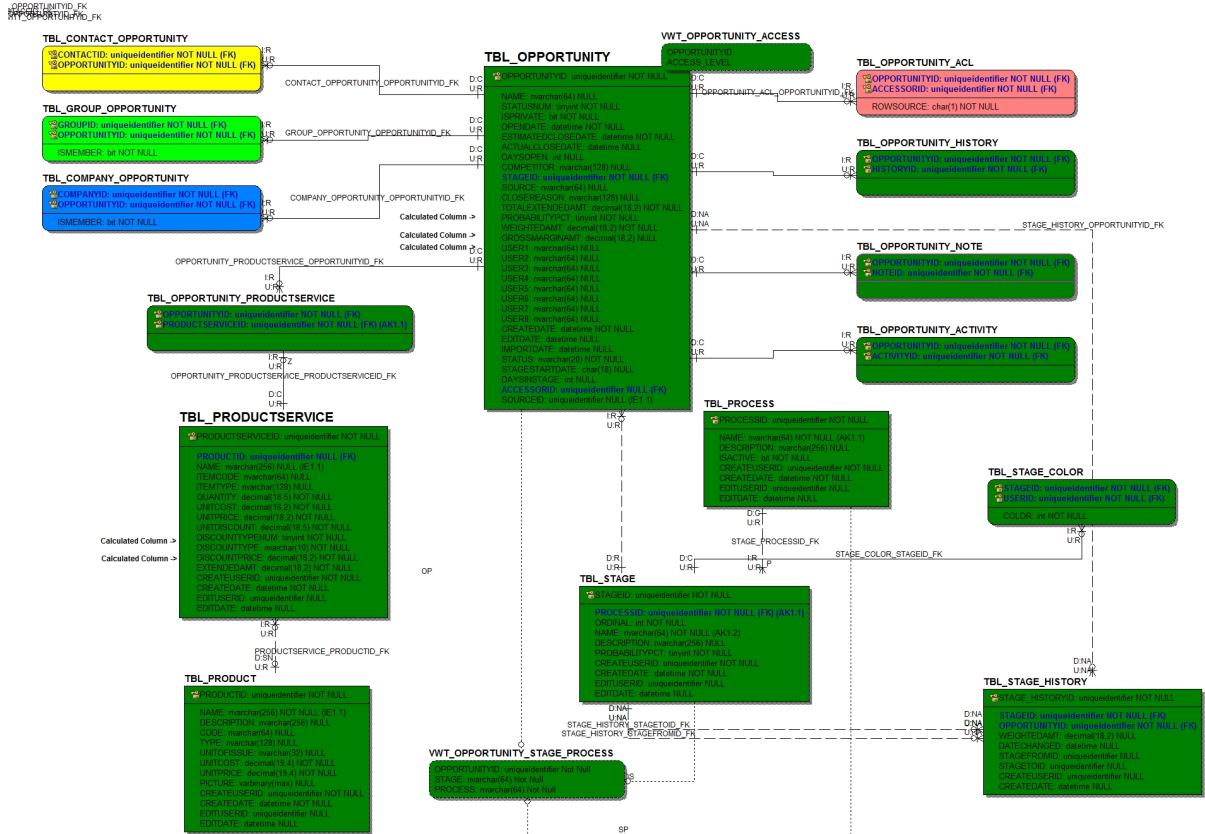 _OPPORTUNITYID_FK
_OPPORTUNITYID_FK
TBL_CONTACT_OPPORTUNITY
CONTACTID: uniqueidentifier NOT NULL (FK)
OPPORTUNITYID: uniqueidentifier NOT NULL (FK)
I:R
U:R
CONTACT_OPPORTUNITY_OPPORTUNITYID_FK
D:C
U:R
TBL_GROUP_OPPORTUNITY
GROUPID: uniqueidentifier NOT NULL (FK)
OPPORTUNITYID: uniqueidentifier NOT NULL (FK)
ISMEMBER: bit NOT NULL
I:R
U:R
GROUP_OPPORTUNITY_OPPORTUNITYID_FK
D:C
U:R
TBL_COMPANY_OPPORTUNITY
COMPANYID: uniqueidentifier NOT NULL (FK)
OPPORTUNITYID: uniqueidentifier NOT NULL (FK)
ISMEMBER: bit NOT NULL
I:R
U:R
COMPANY_OPPORTUNITY_OPPORTUNITYID_FK
D:C
U:R
Calculated Column ->
Calculated Column ->
Calculated Column ->
TBL_OPPORTUNITY
OPPORTUNITYID: uniqueidentifier NOT NULL
NAME: nvarchar(64) NULL
STATUSNUM: tinyint NOT NULL
ISPRIVATE: bit NOT NULL
OPENDATE: datetime NOT NULL
ESTIMATEDCLOSEDATE: datetime NOT NULL
ACTUALCLOSEDATE: datetime NULL
DAYSOPEN: int NULL
COMPETITOR: nvarchar(128) NULL
STAGEID: uniqueidentifier NOT NULL (FK)
SOURCE: nvarchar(64) NULL
CLOSEREASON: nvarchar(128) NULL
TOTALEXTENDEDAMT: decimal(18,2) NOT NULL
PROBABILITYPCT: tinyint NOT NULL
WEIGHTEDAMT: decimal(18,2) NOT NULL
GROSSMARGINAMT: decimal(18,2) NULL
USER1: nvarchar(64) NULL
USER2: nvarchar(64) NULL
USER3: nvarchar(64) NULL
USER4: nvarchar(64) NULL
USER5: nvarchar(64) NULL
USER6: nvarchar(64) NULL
USER7: nvarchar(64) NULL
USER8: nvarchar(64) NULL
CREATEDATE: datetime NOT NULL
EDITDATE: datetime NULL
IMPORTDATE: datetime NULL
STATUS: nvarchar(20) NOT NULL
STAGESTARTDATE: char(18) NOT NULL
DAYSINSTAGE: int NULL
ACCESSORID: uniqueidentifier NOT NULL (FK)
SOURCEID: uniqueidentifier NULL (IE1.1)
VWT_OPPORTUNITY_ACCESS
OPPORTUNITYID
ACCESS_LEVEL
D:C
U:R
OPPORTUNITY_ACL_OPPORTUNITYID_FK
TBL_OPPORTUNITY_ACL
OPPORTUNITYID: uniqueidentifier NOT NULL (FK)
ACCESSORID: uniqueidentifier NOT NULL (FK)
ROWSOURCE: char(1) NOT NULL
TBL_OPPORTUNITY_HISTORY
OPPORTUNITYID: uniqueidentifier NOT NULL (FK)
HISTORYID: uniqueidentifier NOT NULL (FK)
D:C
U:R
I:R
U:R
D:NA
U:NA
STAGE_HISTORY_OPPORTUNITYID_FK
TBL_OPPORTUNITY_NOTE
OPPORTUNITYID: uniqueidentifier NOT NULL (FK)
NOTEID: uniqueidentifier NOT NULL (FK)
D:C
U:R
I:R
U:R
TBL_OPPORTUNITY_ACTIVITY
OPPORTUNITYID: uniqueidentifier NOT NULL (FK)
ACTIVITYID: uniqueidentifier NOT NULL (FK)
D:C
U:R
I:R
U:R
D:C
U:R
OPPORTUNITY_PRODUCTSERVICE_OPPORTUNITYID_FK
I:R
U:R
TBL_OPPORTUNITY_PRODUCTSERVICE
OPPORTUNITYID: uniqueidentifier NOT NULL (FK)
PRODUCTSERVICEID: uniqueidentifier NOT NULL (FK) (AK1.1)
I:R
Z
U:R
OPPORTUNITY_PRODUCTSERVICE_PRODUCTSERVICEID_FK
D:C
U:R
TBL_PRODUCTSERVICE
PRODUCTSERVICEID: uniqueidentifier NOT NULL
PRODUCTID: uniqueidentifier NULL (FK)
NAME: nvarchar(256) NULL (IE1.1)
ITEMCODE: nvarchar(64) NULL
ITEMTYPE: nvarchar(128) NULL
QUANTITY: decimal(18,5) NOT NULL
UNITCOST: decimal(18,2) NOT NULL
UNITPRICE: decimal(18,2) NOT NULL
UNITDISCOUNT: decimal(18,5) NOT NULL
DISCOUNTTYPENUM: tinyint NOT NULL
DISCOUNTTYPE: nvarchar(10) NOT NULL
DISCOUNTPRICE: decimal(18,2) NOT NULL
EXTENDEDAMT: decimal(18,2) NOT NULL
CREATEUSERID: uniqueidentifier NOT NULL
CREATEDATE: datetime NOT NULL
EDITUSERID: uniqueidentifier NULL
EDITDATE: datetime NULL
Calculated Column ->
Calculated Column ->
I:R
U:R
PRODUCTSERVICE_PRODUCTID_FK
D:SN
U:R
TBL_PRODUCT
PRODUCTID: uniqueidentifier NOT NULL
NAME: nvarchar(256) NOT NULL (IE1.1)
DESCRIPTION: nvarchar(256) NULL
CODE: nvarchar(64) NULL
TYPE: nvarchar(128) NULL
UNITOFISSUE: nvarchar(32) NULL
UNITCOST: decimal(19,4) NOT NULL
UNITPRICE: decimal(19,4) NOT NULL
PICTURE: varbinary(max) NULL
CREATEUSERID: uniqueidentifier NOT NULL
CREATEDATE: datetime NOT NULL
EDITUSERID: uniqueidentifier NULL
EDITDATE: datetime NULL
OP
I:R
U:R
TBL_PROCESS
PROCESSID: uniqueidentifier NOT NULL
NAME: nvarchar(64) NOT NULL (AK1.1)
DESCRIPTION: nvarchar(256) NULL
ISACTIVE: bit NOT NULL
CREATEUSERID: uniqueidentifier NOT NULL
CREATEDATE: datetime NOT NULL
EDITUSERID: uniqueidentifier NULL
EDITDATE: datetime NULL
D:C
U:R
STAGE_PROCESSID_FK
TBL_STAGE_COLOR
STAGEID: uniqueidentifier NOT NULL (FK)
USERID: uniqueidentifier NOT NULL (FK)
COLOR: int NOT NULL
I:R
U:R
STAGE_COLOR_STAGEID_FK
D:R
U:R
D:C
U:R
I:R
U:R
P
TBL_STAGE
STAGEID: uniqueidentifier NOT NULL
PROCESSID: uniqueidentifier NOT NULL (FK) (AK1.1)
ORDINAL: int NOT NULL
NAME: nvarchar(64) NOT NULL (AK1.2)
DESCRIPTION: nvarchar(256) NULL
PROBABILITYPCT: tinyint NOT NULL
CREATEUSERID: uniqueidentifier NOT NULL
CREATEDATE: datetime NOT NULL
EDITUSERID: uniqueidentifier NULL
EDITDATE: datetime NULL
D:NA
U:NA
STAGE_HISTORY_STAGETOID_FK
STAGE_HISTORY_STAGEFROMID_FK
D:NA
U:NA
TBL_STAGE_HISTORY
STAGE_HISTORYID: uniqueidentifier NOT NULL
STAGEID: uniqueidentifier NOT NULL (FK)
OPPORTUNITYID: uniqueidentifier NOT NULL (FK)
WEIGHTEDAMT: decimal(18,2) NOT NULL
DATECHANGED: datetime NOT NULL
STAGEFROMID: uniqueidentifier NULL
STAGETOID: uniqueidentifier NULL
CREATEUSERID: uniqueidentifier NOT NULL
CREATEDATE: datetime NOT NULL
D:NA
D:NA
VWT_OPPORTUNITY_STAGE_PROCESS
OPPORTUNITYID: uniqueidentifier Not Null
STAGE: nvarchar(64) Not Null
PROCESS: nvarchar(64) Not Null
S
SP